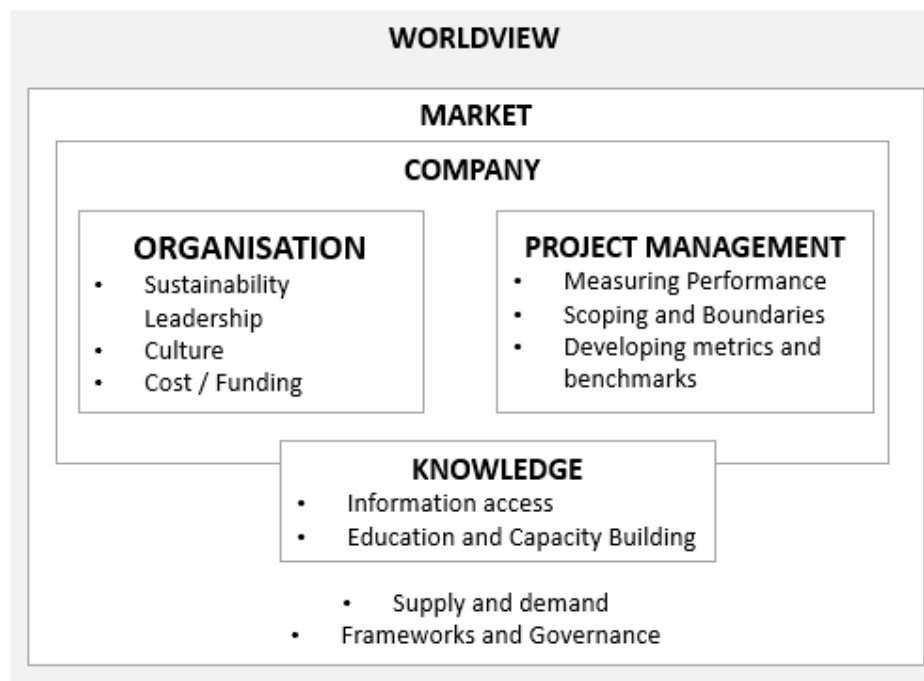 WORLDVIEW
MARKET
COMPANY
ORGANISATION
• Sustainability
Leadership
• Culture
• Cost / Funding
PROJECT MANAGEMENT
• Measuring Performance
• Scoping and Boundaries
• Developing metrics and
benchmarks
KNOWLEDGE
• Information access
• Education and Capacity Building
• Supply and demand
• Frameworks and Governance